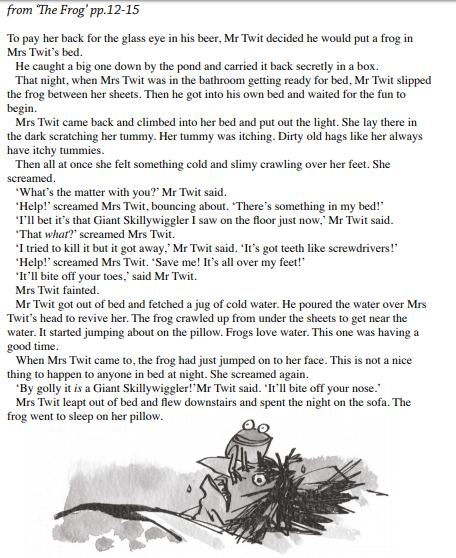 from 'The Frog' pp.12-15
To pay her back for the glass eye in his beer, Mr Twit decided he would put a frog in
Mrs Twit's bed.
He caught a big one down by the pond and carried it back secretly in a box.
That night, when Mrs Twit was in the bathroom getting ready for bed, Mr Twit slipped
the frog between her sheets. Then he got into his own bed and waited for the fun to
begin.
Mrs Twit came back and climbed into her bed and put out the light. She lay there in
the dark scratching her tummy. Her tummy was itching. Dirty old hags like her always
have itchy tummies.
Then all at once she felt something cold and slimy crawling over her feet. She
screamed.
'What's the matter with you?' Mr Twit said.
'Help!' screamed Mrs Twit, bouncing about. 'There's something in my bed!'
'I'll bet it's that Giant Skillywiggler I saw on the floor just now,' Mr Twit said.
'That what?' screamed Mrs Twit.
'I tried to kill it but it got away,' Mr Twit said. 'It's got teeth like screwdrivers!'
'Help!' screamed Mrs Twit. 'Save me! It's all over my feet!'
'It'll bite off your toes,' said Mr Twit.
Mrs Twit fainted.
Mr Twit got out of bed and fetched a jug of cold water. He poured the water over Mrs
Twit's head to revive her. The frog crawled up from under the sheets to get near the
water. It started jumping about on the pillow. Frogs love water. This one was having a
good time.
When Mrs Twit came to, the frog had just jumped on to her face. This is not a nice
thing to happen to anyone in bed at night. She screamed again.
'By golly it is a Giant Skillywiggler!'Mr Twit said. 'It'll bite off your nose.'
Mrs Twit leapt out of bed and flew downstairs and spent the night on the sofa. The
frog went to sleep on her pillow.